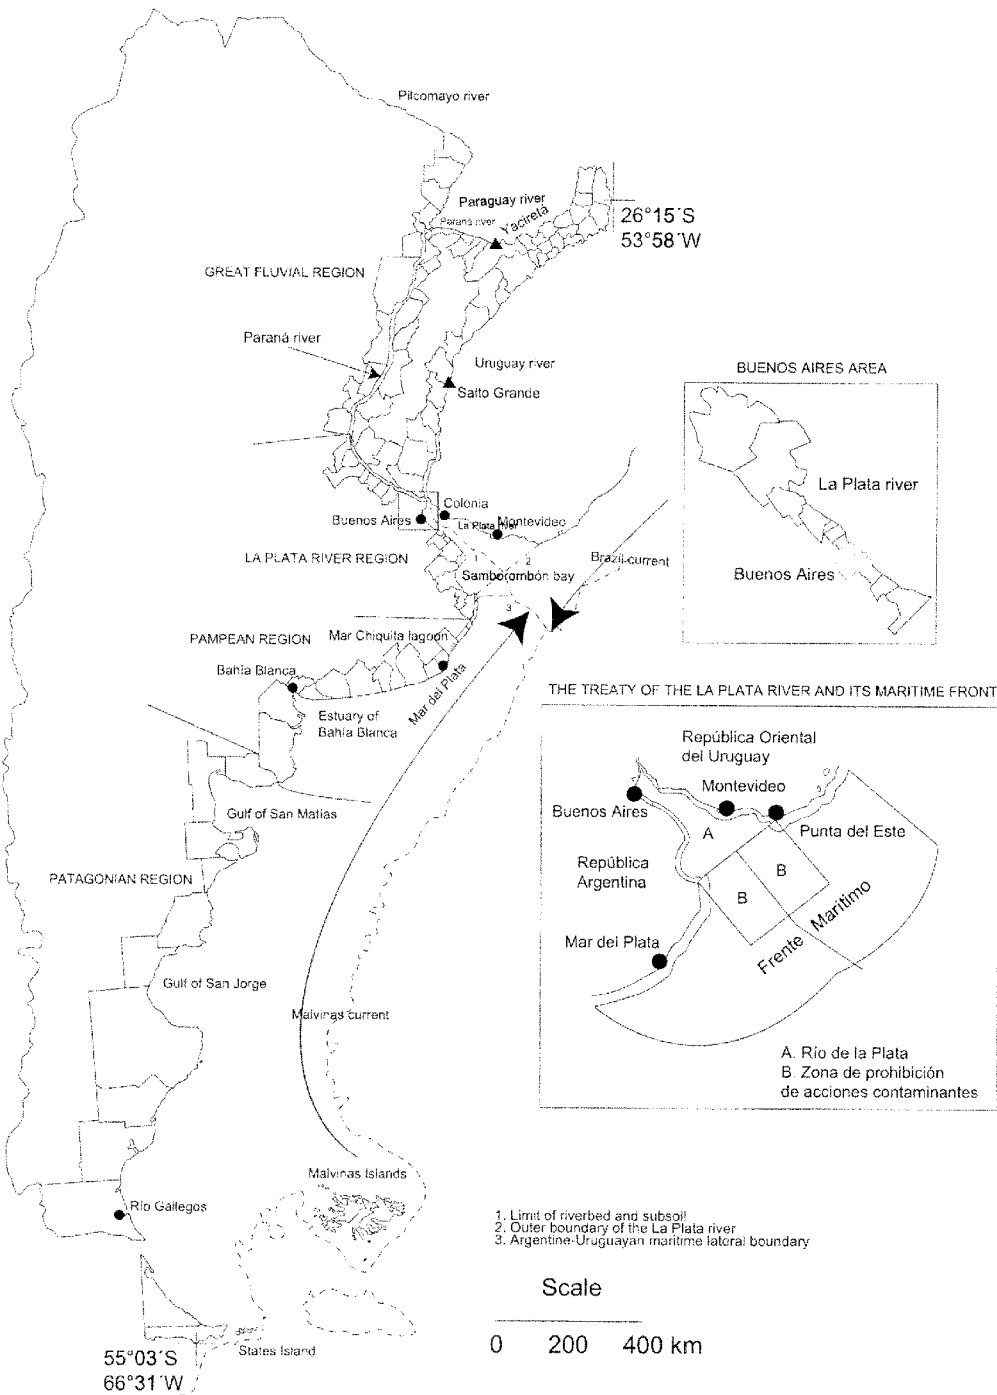 Pilcomayo river
Paraguay river
Paraná river
Yaciretá
26°15´S
53°58´W
GREAT FLUVIAL REGION
Paraná river
Uruguay river
Salto Grande
BUENOS AIRES AREA
La Plata river
Buenos Aires
Colonia
Buenos Aires
La Plata river
Montevideo
LA PLATA RIVER REGION
1
2
Brazil current
Samborombón bay
3
PAMPEAN REGION
Mar Chiquita lagoon
Bahía Blanca
Mar del Plata
Estuary of
Bahía Blanca
THE TREATY OF THE LA PLATA RIVER AND ITS MARITIME FRONT
República Oriental
del Uruguay
Montevideo
Buenos Aires
Punta del Este
A
República
Argentina
B
B
Frente Marítimo
Mar del Plata
A. Río de la Plata
B. Zona de prohibición
de acciones contaminantes
Gulf of San Matías
PATAGONIAN REGION
Gulf of San Jorge
Malvinas current
Malvinas Islands
Río Gallegos
1. Limit of riverbed and subsoil
2. Outer boundary of the La Plata river
3. Argentine-Uruguayan maritime lateral boundary
Scale
0 200 400 km
States Island
55°03´S
66°31´W